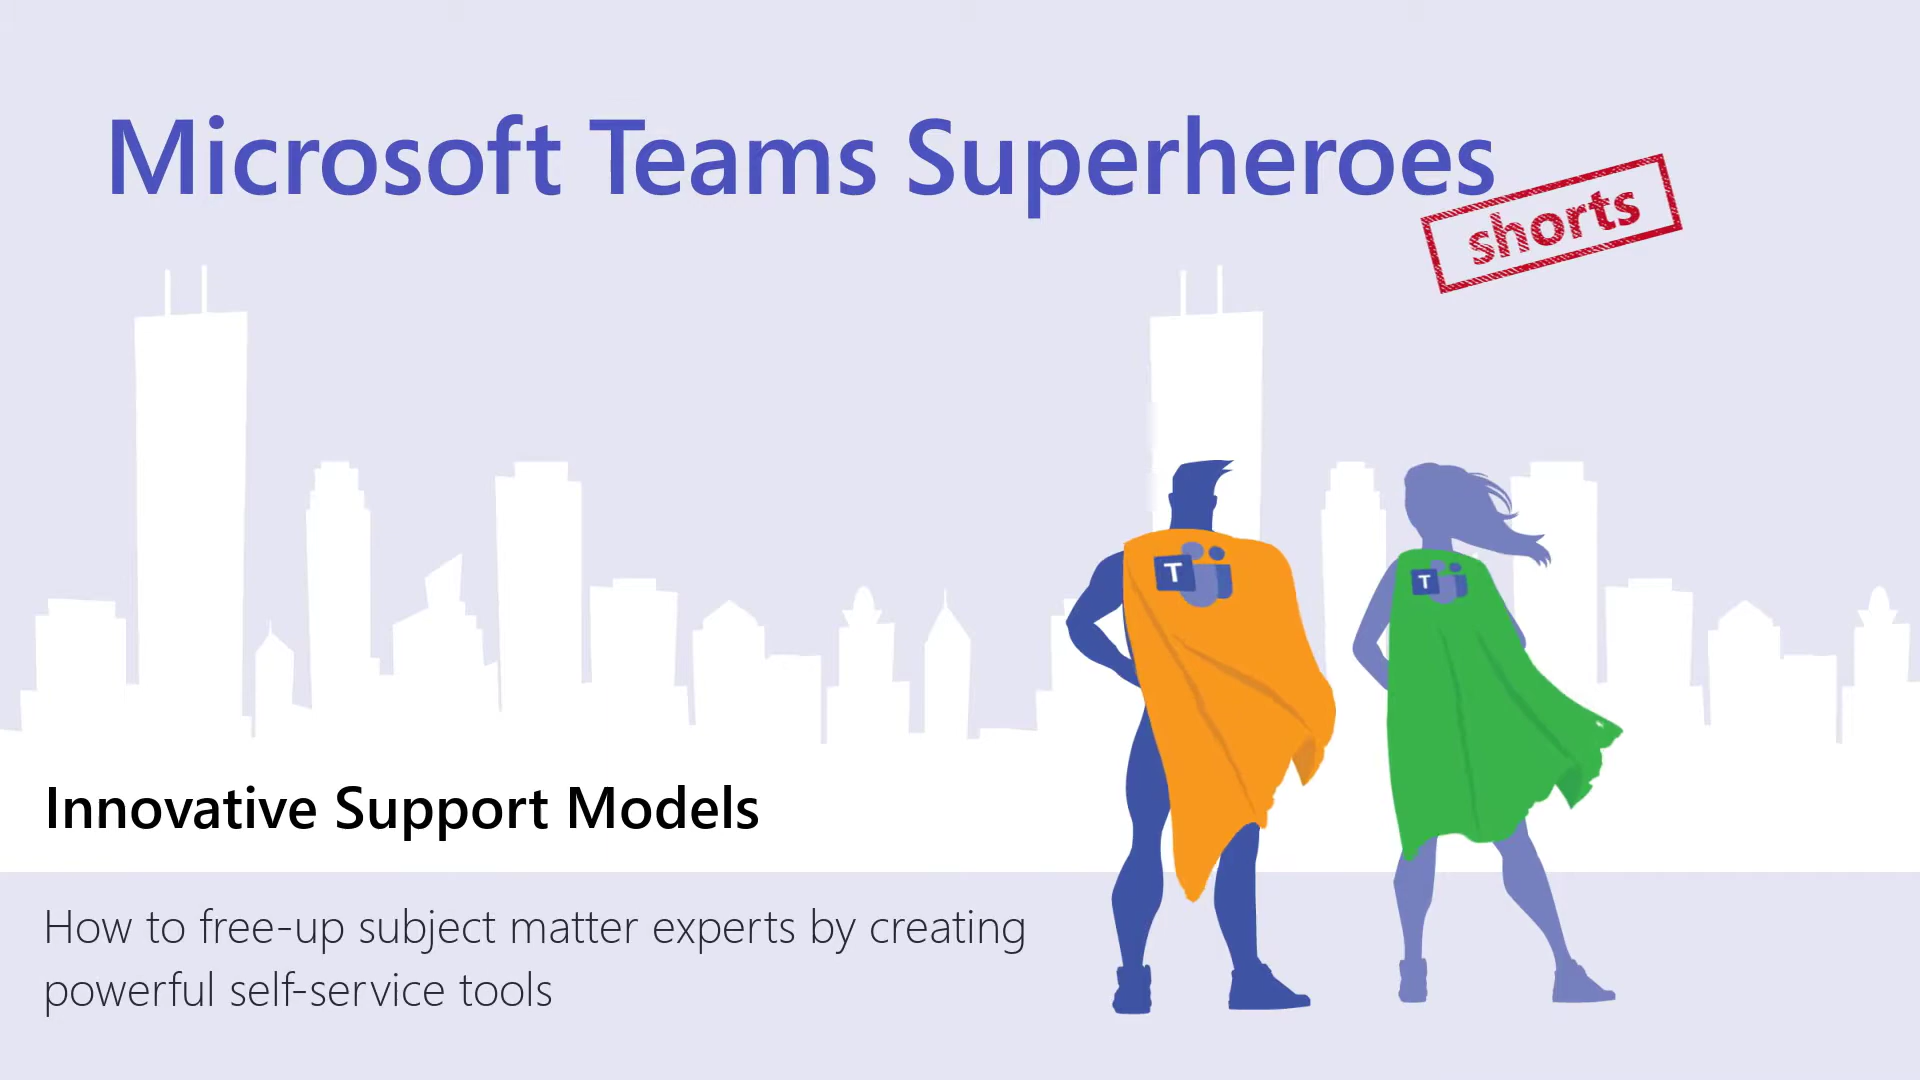 Microsoft Teams Superheroes
shorts
T
T
Innovative Support Models
How to free-up subject matter experts by creating
powerful self-service tools